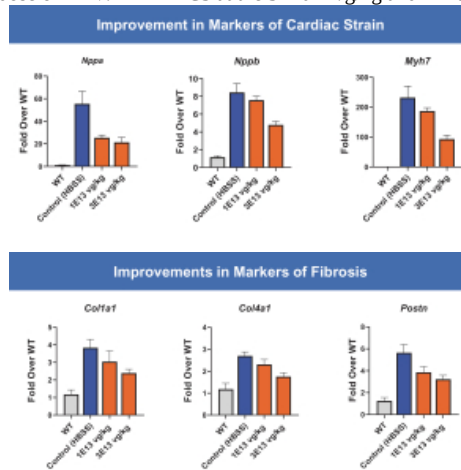 Improvement in Markers of Cardiac Strain
Nppa Nppb Myh7
Fold Over WT
80
60
40
20
0
WT
Control (HBSS)
1E13 vg/kg
3E13 vg/kg
Fold Over WT
10
8
6
4
2
0
WT
Control (HBSS)
1E13 vg/kg
3E13 vg/kg
Fold Over WT
300
200
100
0
WT
Control (HBSS)
1E13 vg/kg
3E13 vg/kg
Improvements in Markers of Fibrosis
Col1a1 Col4a1 Postn
Fold Over WT
5
4
3
2
1
0
WT
Control (HBSS)
1E13 vg/kg
3E13 vg/kg
Fold Over WT
4
3
2
1
0
WT
Control (HBSS)
1E13 vg/kg
3E13 vg/kg
Fold Over WT
8
6
4
2
0
WT
Control (HBSS)
1E13 vg/kg
3E13 vg/kg